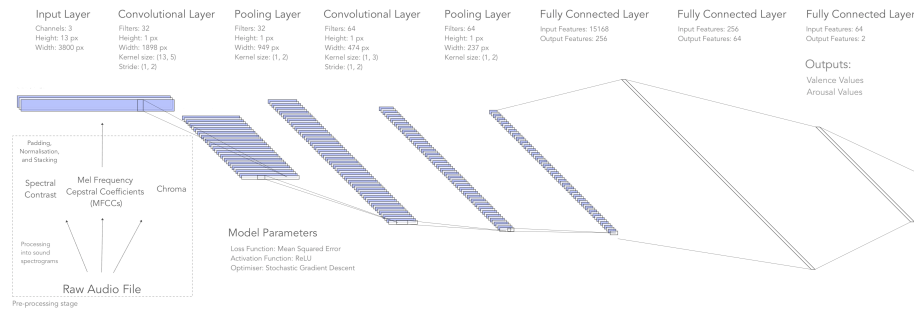 Input Layer
Channels: 3
Height: 13 px
Width: 3800 px
Convolutional Layer
Filters: 32
Height: 1 px
Width: 1898 px
Kernel size: (13, 5)
Stride: (1, 2)
Pooling Layer
Filters: 32
Height: 1 px
Width: 949 px
Kernel size: (1, 2)
Convolutional Layer
Filters: 64
Height: 1 px
Width: 474 px
Kernel size: (1, 3)
Stride: (1, 2)
Pooling Layer
Filters: 64
Height: 1 px
Width: 237 px
Kernel size: (1, 2)
Fully Connected Layer
Input Features: 15168
Output Features: 256
Fully Connected Layer
Input Features: 256
Output Features: 64
Fully Connected Layer
Input Features: 64
Output Features: 2
Outputs:
Valence Values
Arousal Values
Padding,
Normalisation,
and Stacking
Spectral
Contrast
Mel Frequency
Cepstral Coefficients
(MFCCs)
Chroma
Processing
into sound
spectrograms
Raw Audio File
Pre-processing stage
Model Parameters
Loss Function: Mean Squared Error
Activation Function: ReLU
Optimiser: Stochastic Gradient Descent